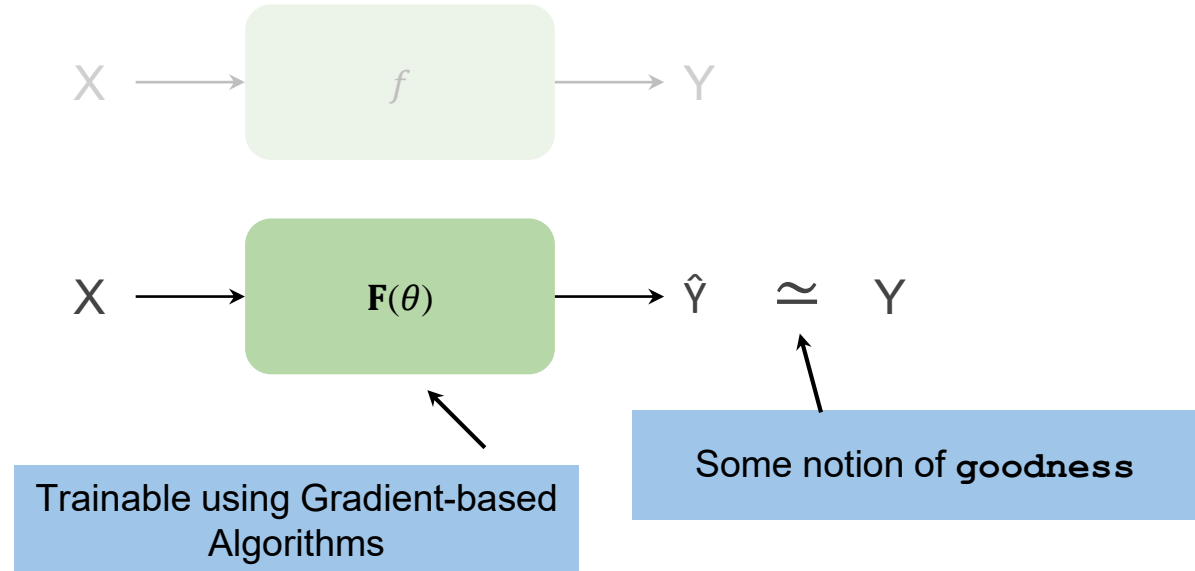 X f Y
X 𝐅(𝜃) Ŷ ≃ Y
Some notion of goodness
Trainable using Gradient-based
Algorithms